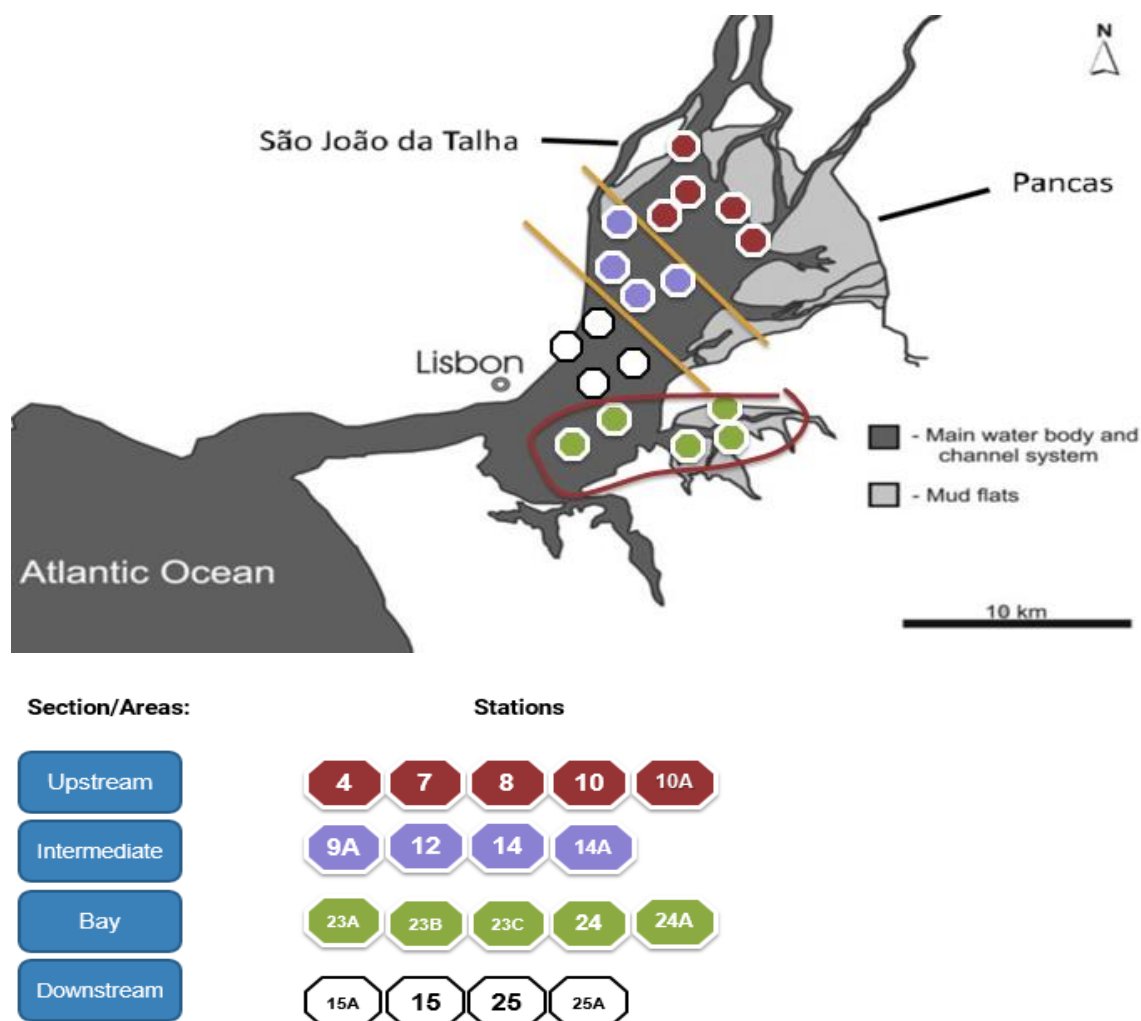 N
São João da Talha
Pancas
Lisbon
- Main water body and
channel system
- Mud flats
Atlantic Ocean
10 km
Section/Areas:
Stations
Upstream
4 7 8 10 10A
Intermediate
9A 12 14 14A
Bay
23A 23B 23C 24 24A
Downstream
15A 15 25 25A